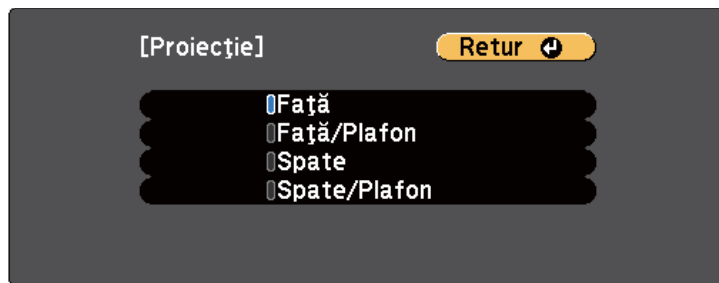 [Proiecţie] Retur
Faţă
Faţă/Plafon
Spate
Spate/Plafon